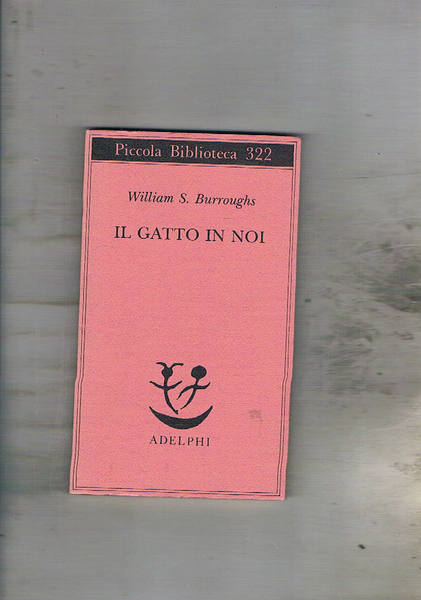 Piccola Biblioteca 322
William S. Burroughs
IL GATTO IN NOI
ADELPHI